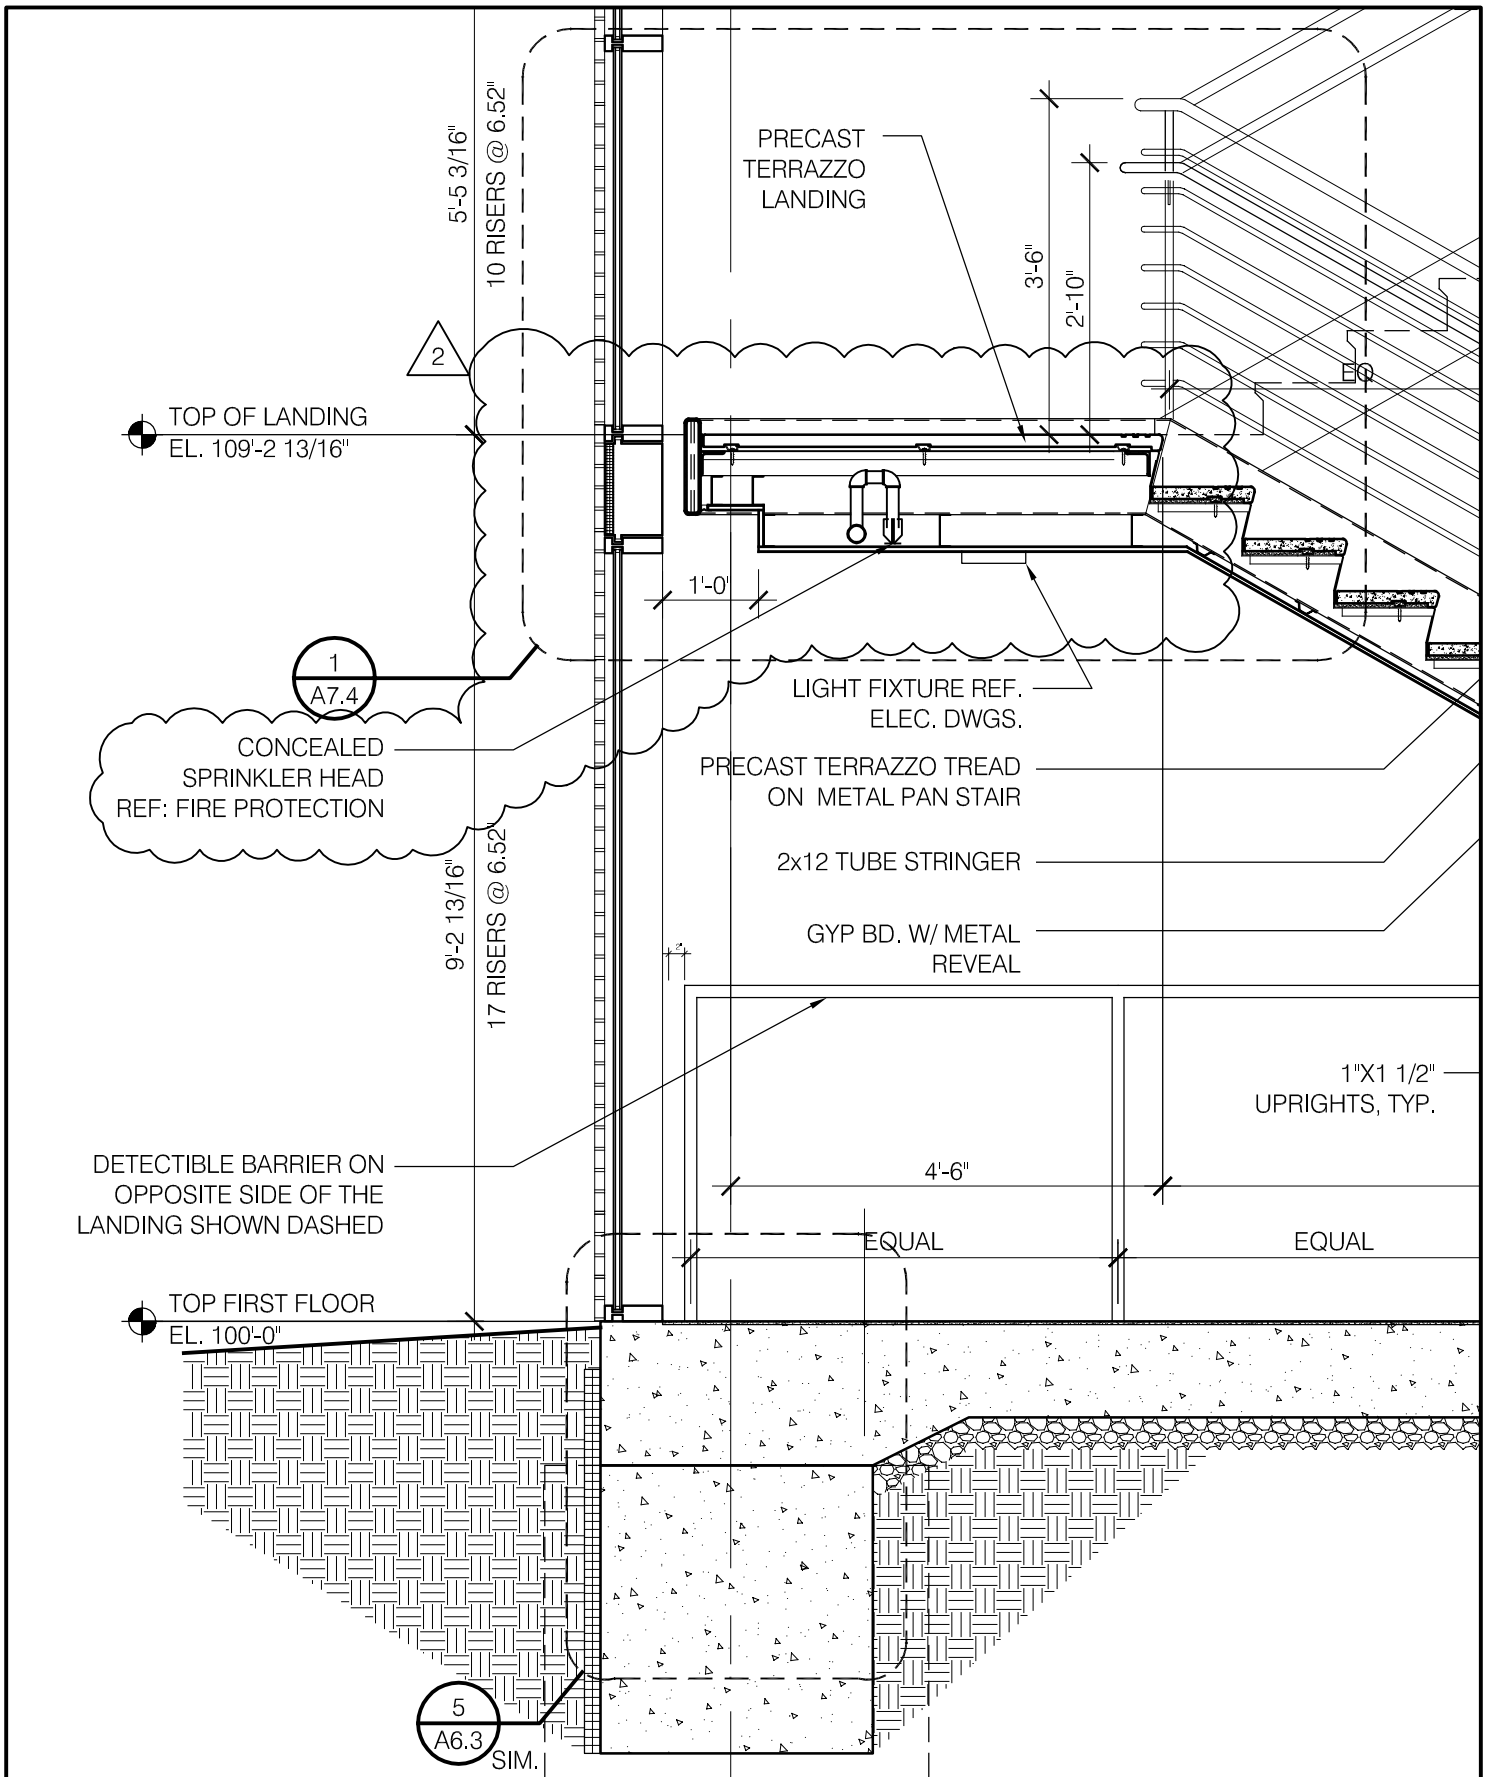 5'-5 3/16"
10 RISERS @ 6.52"
PRECAST
TERRAZZO
LANDING
3'-6"
2'-10"
2
EQ
TOP OF LANDING
EL. 109'-2 13/16"
1'-0"
1
A7.4
LIGHT FIXTURE REF.
ELEC. DWGS.
CONCEALED
SPRINKLER HEAD
REF: FIRE PROTECTION
PRECAST TERRAZZO TREAD
ON METAL PAN STAIR
9'-2 13/16"
17 RISERS @ 6.52"
2x12 TUBE STRINGER
GYP BD. W/ METAL
REVEAL
2"
1"X1 1/2"
UPRIGHTS, TYP.
DETECTIBLE BARRIER ON
OPPOSITE SIDE OF THE
LANDING SHOWN DASHED
4'-6"
EQUAL
EQUAL
TOP FIRST FLOOR
EL. 100'-0"
5
A6.3
SIM.